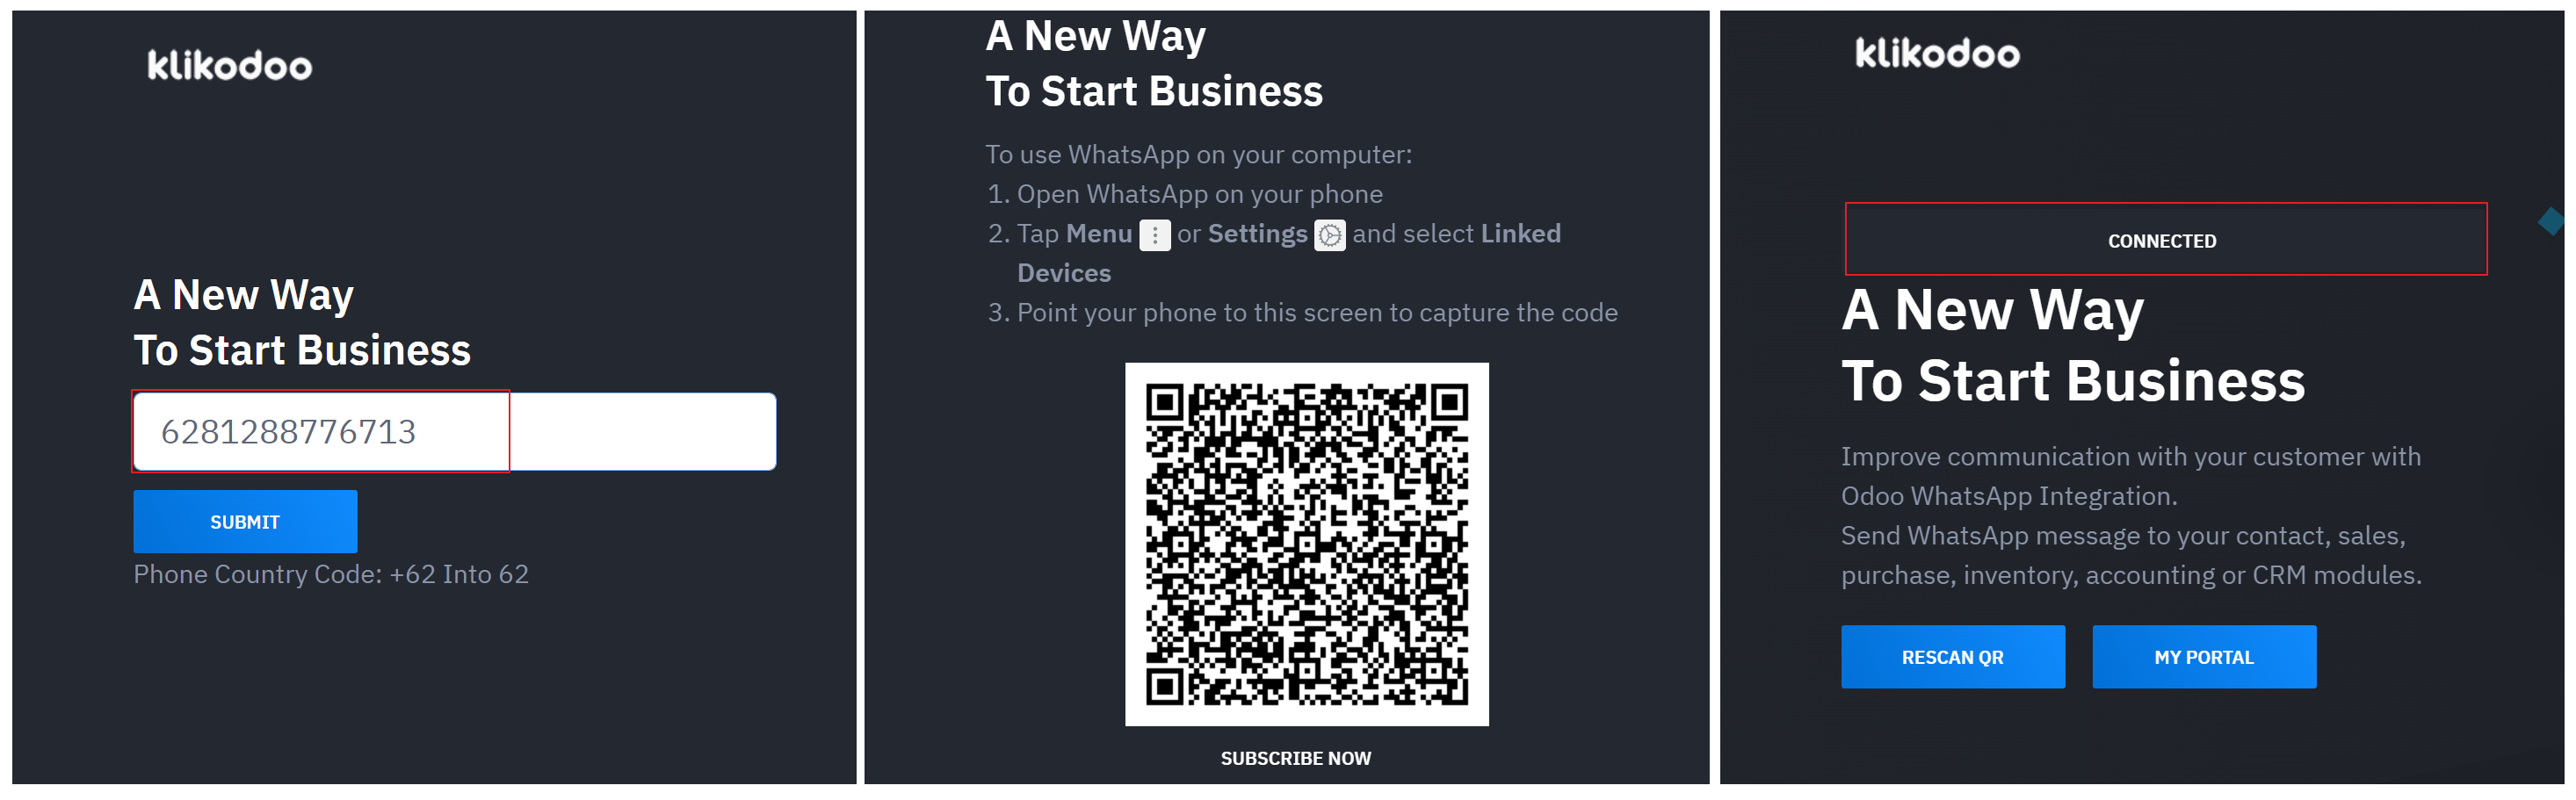 klikodoo
A New Way
To Start Business
6281288776713
SUBMIT
Phone Country Code: +62 Into 62
A New Way
To Start Business
To use WhatsApp on your computer:
1. Open WhatsApp on your phone
2. Tap Menu or Settings and select Linked
Devices
3. Point your phone to this screen to capture the code
SUBSCRIBE NOW
klikodoo
CONNECTED
A New Way
To Start Business
Improve communication with your customer with
Odoo WhatsApp Integration.
Send WhatsApp message to your contact, sales,
purchase, inventory, accounting or CRM modules.
RESCAN QR
MY PORTAL